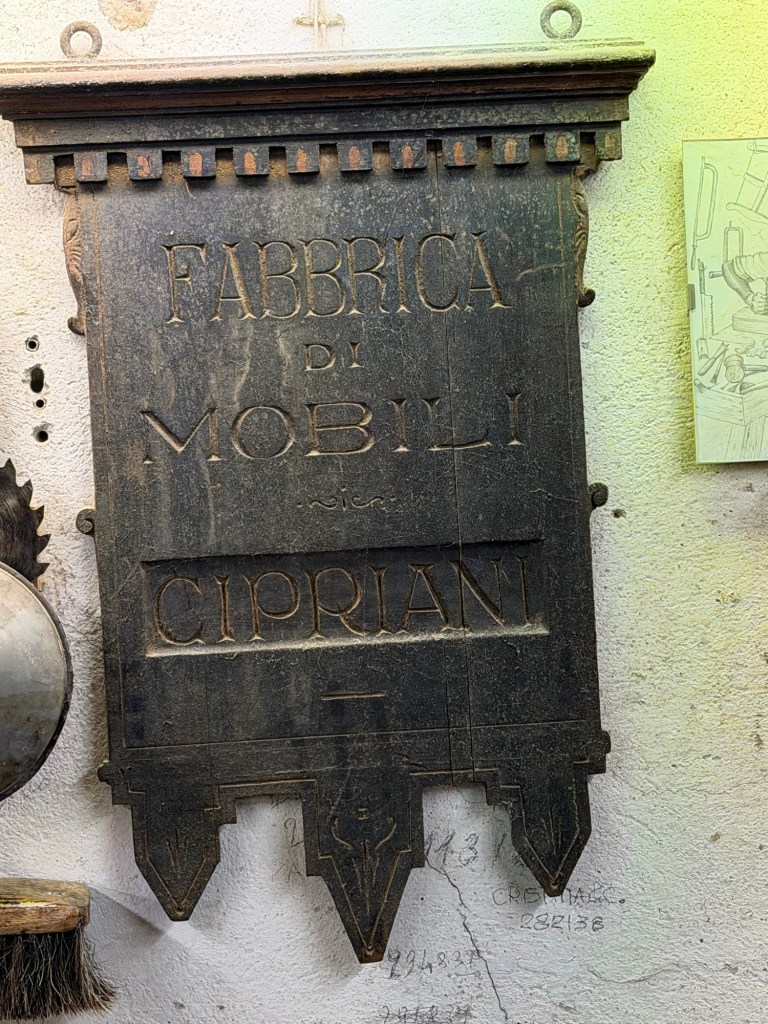 FABBRICA
DI
MOBILI
CIPRIANI
282138